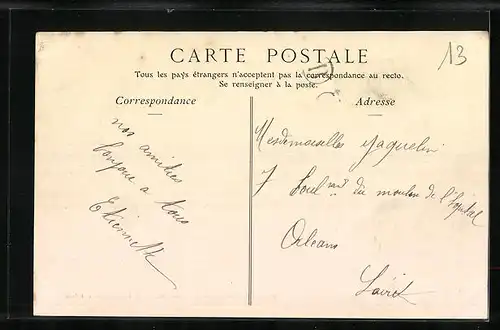 13
CARTE POSTALE
Tous les pays étrangers n'acceptent pas la correspondance au recto.
Se renseigner à la poste.
Correspondance
nos amitiés
bonjour a tous
Etiennette
Adresse
Mesdemoiselles Jaquelin
7 Boul du moulin de l'hôpital
Orléans
Loiret